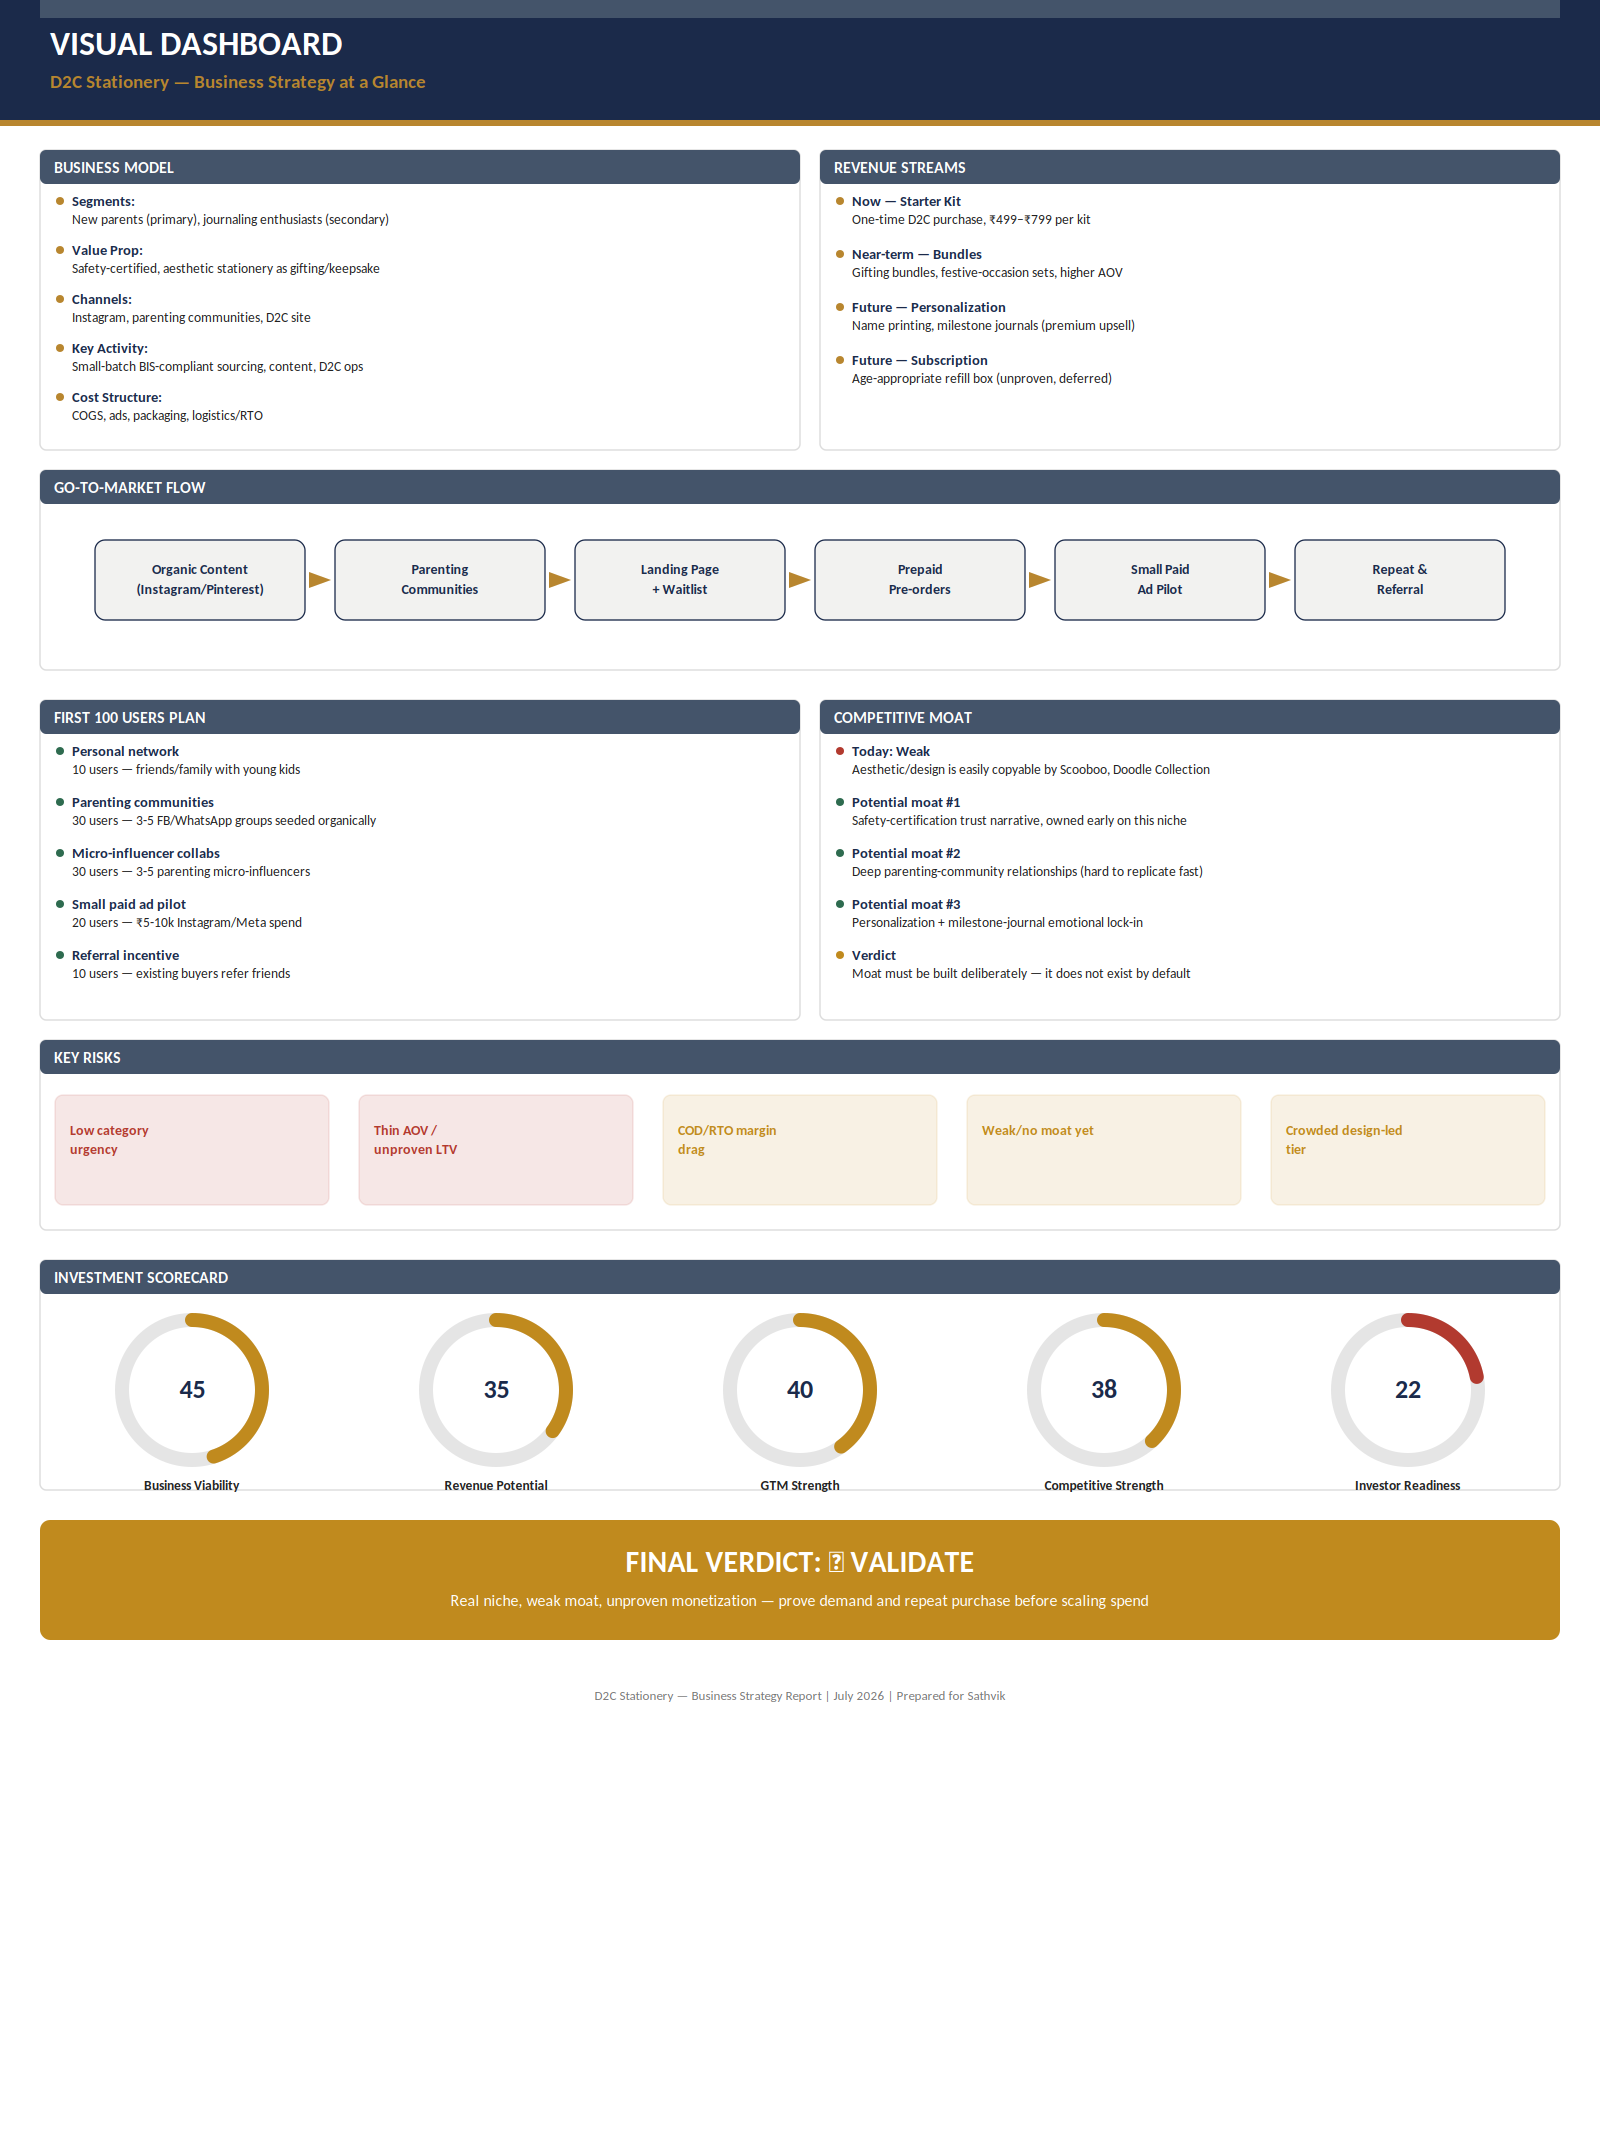 VISUAL DASHBOARD
D2C Stationery — Business Strategy at a Glance
BUSINESS MODEL
Segments:
New parents (primary), journaling enthusiasts (secondary)
Value Prop:
Safety-certified, aesthetic stationery as gifting/keepsake
Channels:
Instagram, parenting communities, D2C site
Key Activity:
Small-batch BIS-compliant sourcing, content, D2C ops
Cost Structure:
COGS, ads, packaging, logistics/RTO
REVENUE STREAMS
Now — Starter Kit
One-time D2C purchase, ₹499–₹799 per kit
Near-term — Bundles
Gifting bundles, festive-occasion sets, higher AOV
Future — Personalization
Name printing, milestone journals (premium upsell)
Future — Subscription
Age-appropriate refill box (unproven, deferred)
GO-TO-MARKET FLOW
Organic Content
(Instagram/Pinterest)
Parenting
Communities
Landing Page
+ Waitlist
Prepaid
Pre-orders
Small Paid
Ad Pilot
Repeat &
Referral
FIRST 100 USERS PLAN
Personal network
10 users — friends/family with young kids
Parenting communities
30 users — 3-5 FB/WhatsApp groups seeded organically
Micro-influencer collabs
30 users — 3-5 parenting micro-influencers
Small paid ad pilot
20 users — ₹5-10k Instagram/Meta spend
Referral incentive
10 users — existing buyers refer friends
COMPETITIVE MOAT
Today: Weak
Aesthetic/design is easily copyable by Scooboo, Doodle Collection
Potential moat #1
Safety-certification trust narrative, owned early on this niche
Potential moat #2
Deep parenting-community relationships (hard to replicate fast)
Potential moat #3
Personalization + milestone-journal emotional lock-in
Verdict
Moat must be built deliberately — it does not exist by default
KEY RISKS
Low category
urgency
Thin AOV /
unproven LTV
COD/RTO margin
drag
Weak/no moat yet
Crowded design-led
tier
INVESTMENT SCORECARD
45
Business Viability
35
Revenue Potential
40
GTM Strength
38
Competitive Strength
22
Investor Readiness
FINAL VERDICT: VALIDATE
Real niche, weak moat, unproven monetization — prove demand and repeat purchase before scaling spend
D2C Stationery — Business Strategy Report | July 2026 | Prepared for Sathvik